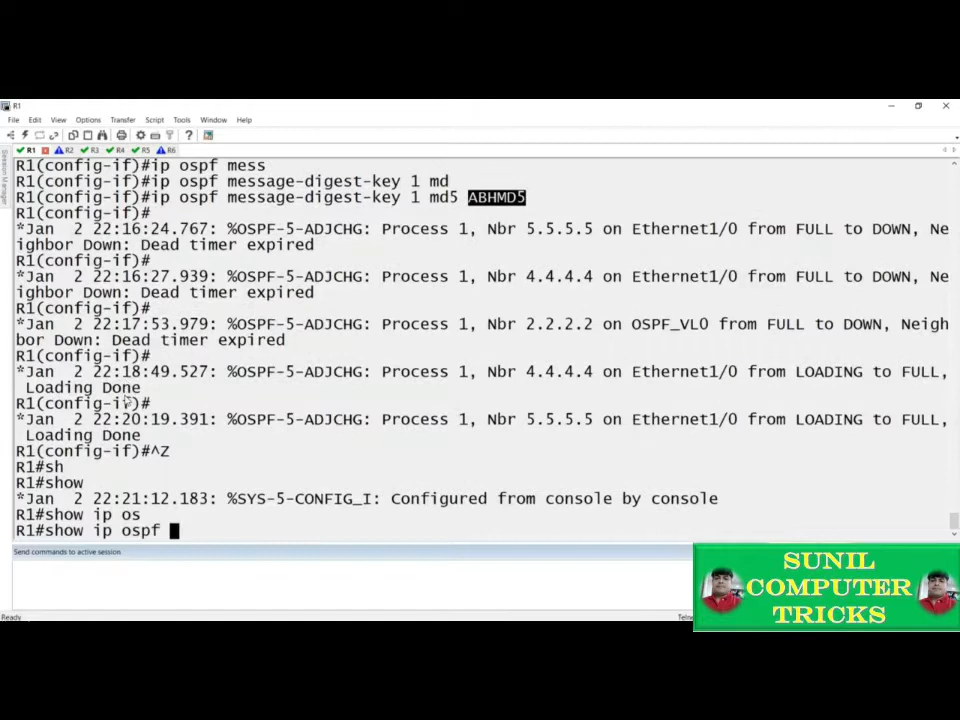 R1
File Edit View Options Transfer Script Tools Window Help
R1 R2 R3 R4 R5 R6
Session Manager
R1(config-if)#ip ospf mess
R1(config-if)#ip ospf message-digest-key 1 md
R1(config-if)#ip ospf message-digest-key 1 md5 ABHMD5
R1(config-if)#
*Jan  2 22:16:24.767: %OSPF-5-ADJCHG: Process 1, Nbr 5.5.5.5 on Ethernet1/0 from FULL to DOWN, Ne
ighbor Down: Dead timer expired
R1(config-if)#
*Jan  2 22:16:27.939: %OSPF-5-ADJCHG: Process 1, Nbr 4.4.4.4 on Ethernet1/0 from FULL to DOWN, Ne
ighbor Down: Dead timer expired
R1(config-if)#
*Jan  2 22:17:53.979: %OSPF-5-ADJCHG: Process 1, Nbr 2.2.2.2 on OSPF_VL0 from FULL to DOWN, Neigh
bor Down: Dead timer expired
R1(config-if)#
*Jan  2 22:18:49.527: %OSPF-5-ADJCHG: Process 1, Nbr 4.4.4.4 on Ethernet1/0 from LOADING to FULL,
Loading Done
R1(config-if)#
*Jan  2 22:20:19.391: %OSPF-5-ADJCHG: Process 1, Nbr 5.5.5.5 on Ethernet1/0 from LOADING to FULL,
Loading Done
R1(config-if)#^Z
R1#sh
R1#show
*Jan  2 22:21:12.183: %SYS-5-CONFIG_I: Configured from console by console
R1#show ip os
R1#show ip ospf
Send commands to active session
Ready
SUNIL
COMPUTER
TRICKS